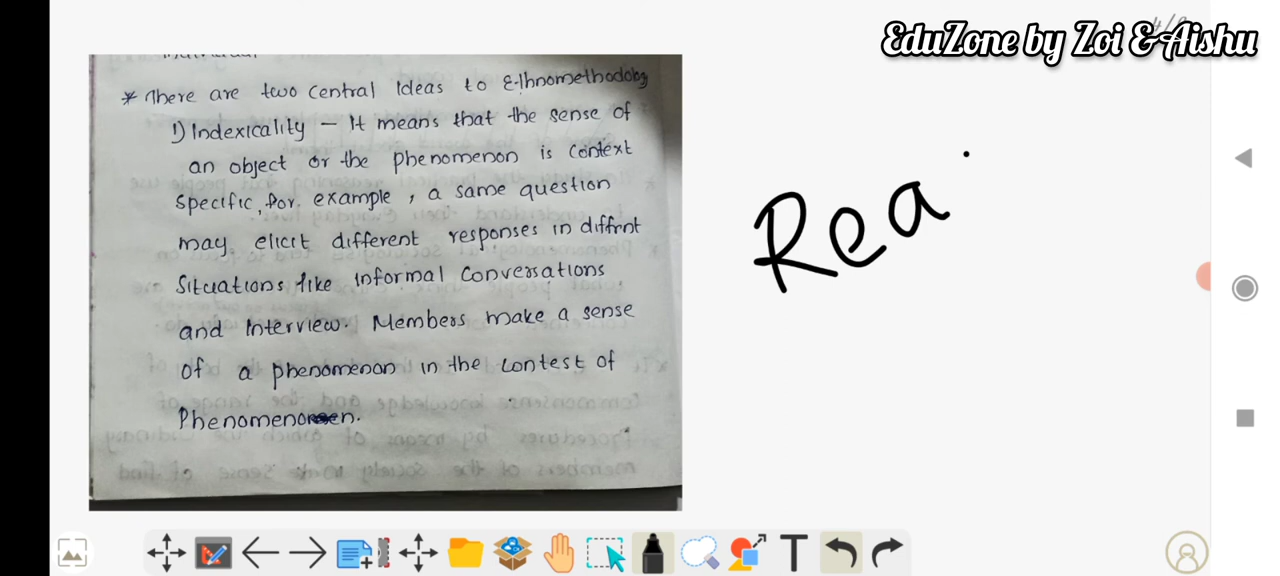 EduZone by Zoi & Aishu
* There are two central Ideas to Ethnomethodology
1) Indexicality – It means that the sense of
an object or the phenomenon is context
specific, for example, a same question
may elicit different responses in diffrnt
Situations like informal conversations
and Interview. Members make a sense
of a phenomenon in the contest of
Phenomenon.
Rea
T